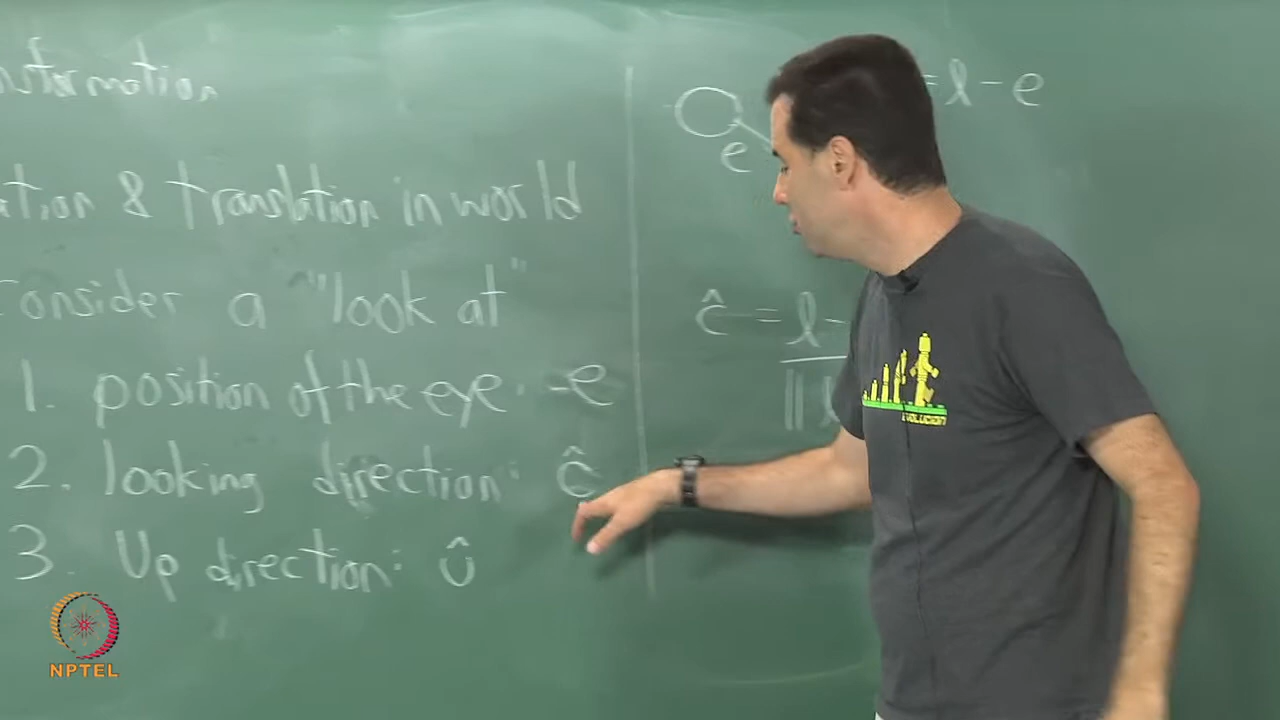 nsformation
ation & translation in world
Consider a "look at"
1. position of the eye: e
2. looking direction: ĉ
3. Up direction: û
= l - e
e
ĉ = l -
|| l
NPTEL